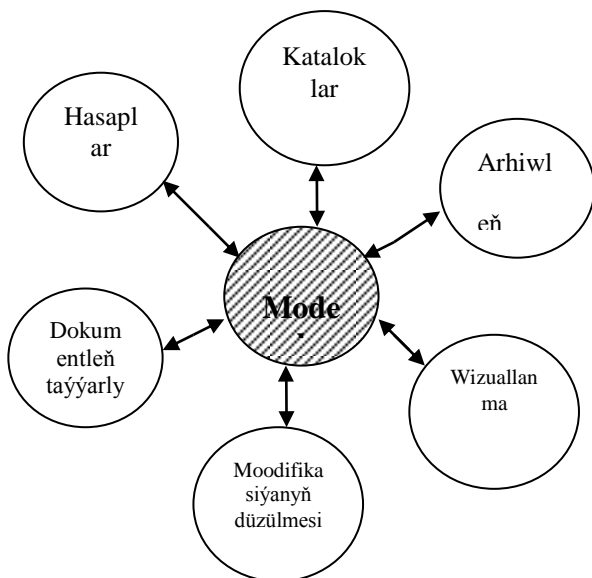 Katalok
lar
Hasapl
ar
Arhiwl
eň
Mode
Dokum
entleň
taýýarly
Wizuallan
ma
Moodifika
siýanyň
düzülmesi